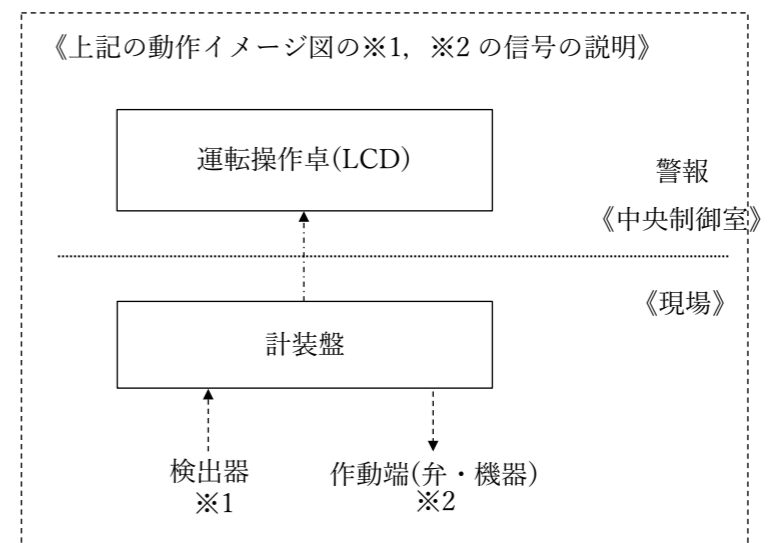 《上記の動作イメージ図の※1，※2 の信号の説明》
運転操作卓(LCD)
警報
《中央制御室》
《現場》
計装盤
検出器
※1
作動端(弁・機器)
※2